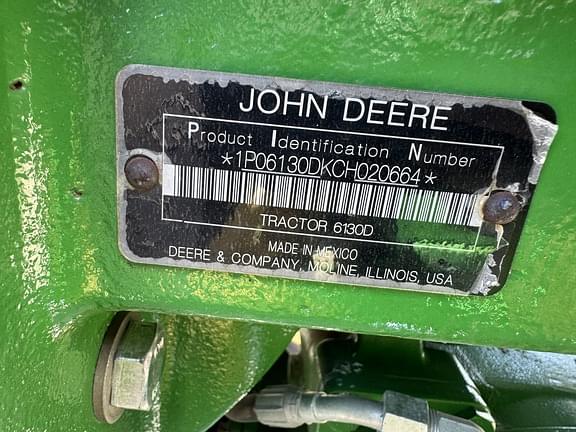 JOHN DEERE
Product Identification Number
*1P06130DKCH020664*
TRACTOR 6130D
MADE IN MEXICO
DEERE & COMPANY, MOLINE, ILLINOIS, USA